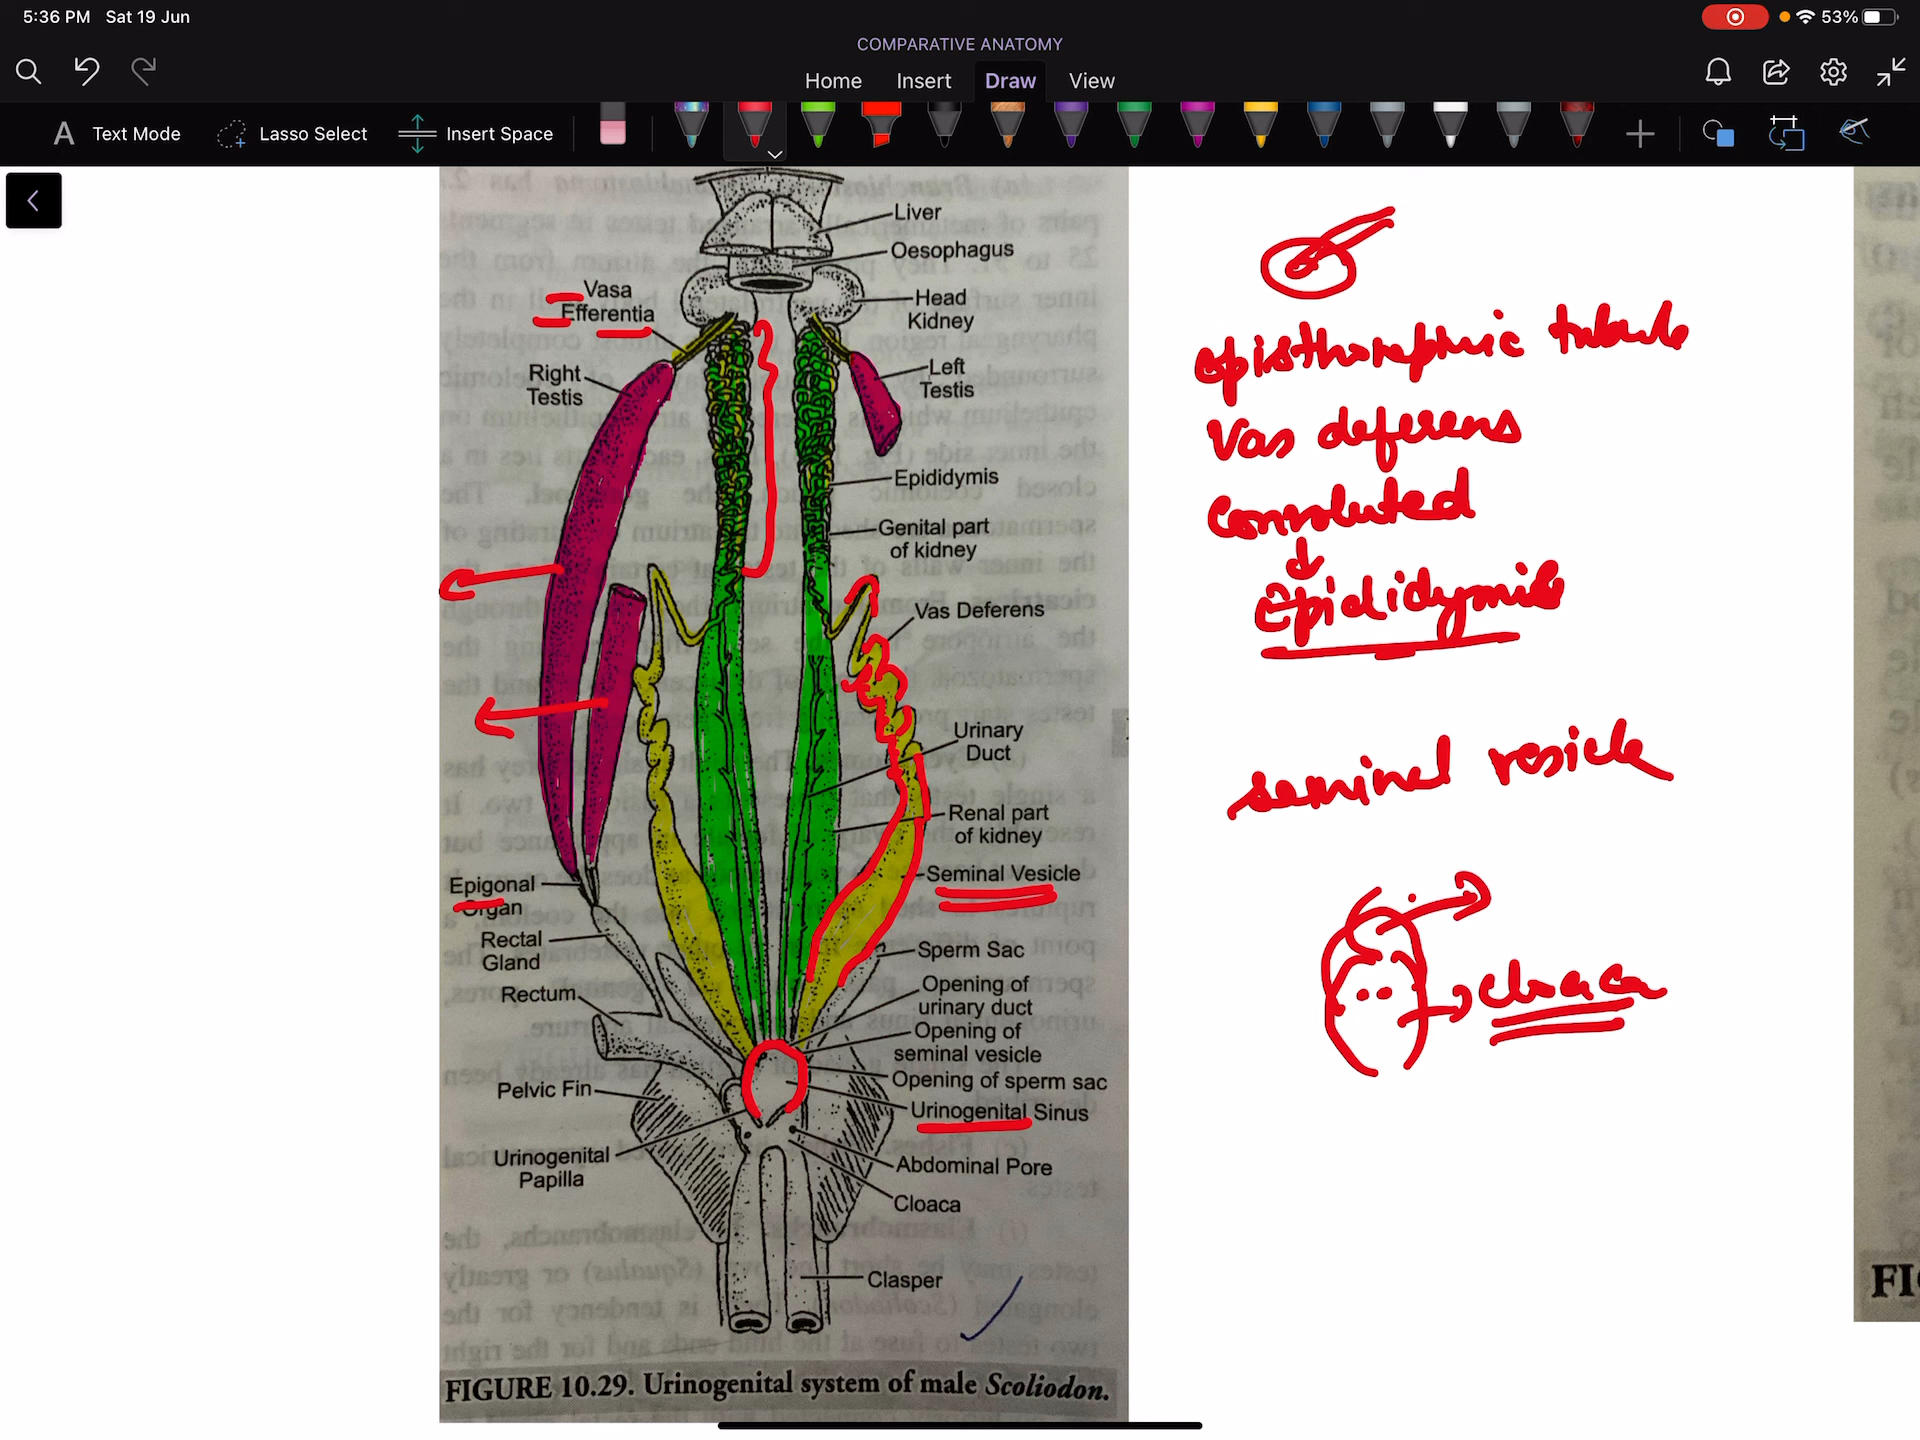 5:36 PM Sat 19 Jun
53%
COMPARATIVE ANATOMY
Home Insert Draw View
Text Mode Lasso Select Insert Space
Liver
Oesophagus
Vasa
Efferentia
Head
Kidney
Right
Testis
Left
Testis
Epididymis
Genital part
of kidney
Vas Deferens
Urinary
Duct
Renal part
of kidney
Seminal Vesicle
Epigonal
Organ
Rectal
Gland
Rectum
Sperm Sac
Opening of
urinary duct
Opening of
seminal vesicle
Opening of sperm sac
Urinogenital Sinus
Pelvic Fin
Urinogenital
Papilla
Abdominal Pore
Cloaca
Clasper
FIGURE 10.29. Urinogenital system of male Scoliodon.
Vas deferens
Convoluted
Epididymis
seminal vesicle
cloaca
FI